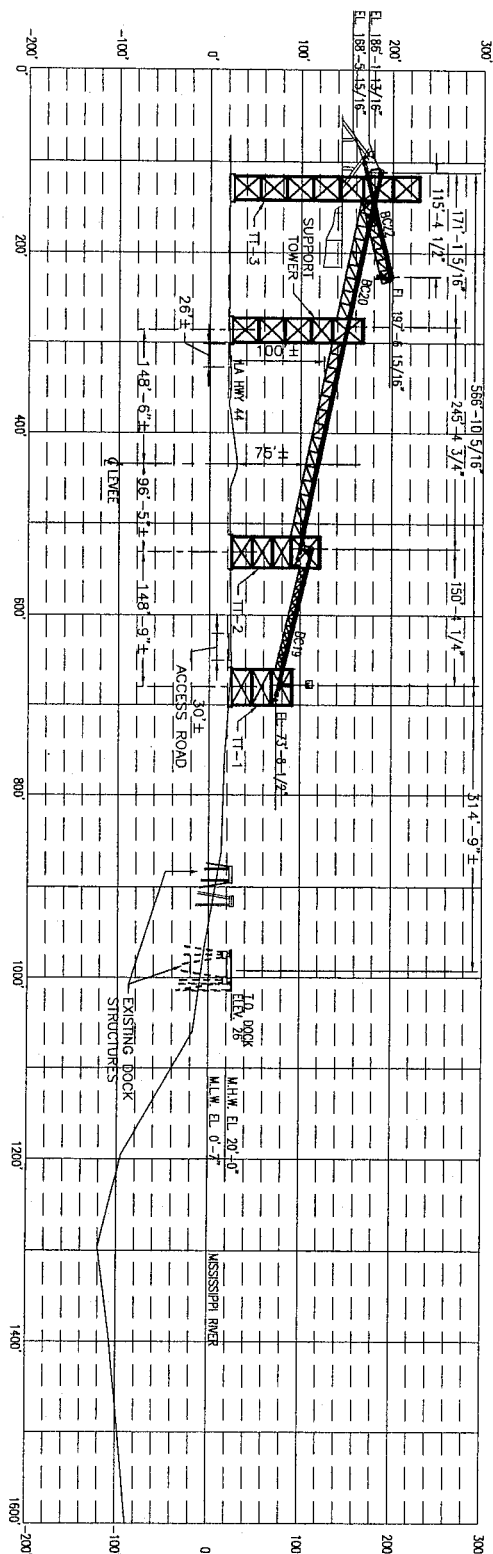 300'
200'
100'
0'
-100'
-200'
300
200
100
0
-100
-200
0'
200'
400'
600'
800'
1000'
1200'
1400'
1600'
EL 186'-1 13/16"
EL 168'-5 15/16"
566'-10 5/16"
314'-9"±
171'-1 5/16"
245'-4 3/4"
150'-4 1/4"
115'-4 1/2"
EL 197'-6 15/16"
BC22
BC20
BC19
EL. 73'-8 1/2"
TT-3
SUPPORT
TOWER
TT-2
TT-1
100'±
75'±
LA HWY 44
26'±
148'-6"±
96'-5"±
148'-9"±
℄ LEVEE
30'±
ACCESS ROAD
T.O. DOCK
ELEV. 26
EXISTING DOCK
STRUCTURES
M.H.W. EL 20'-0"
M.L.W. EL 0'-7"
MISSISSIPPI RIVER